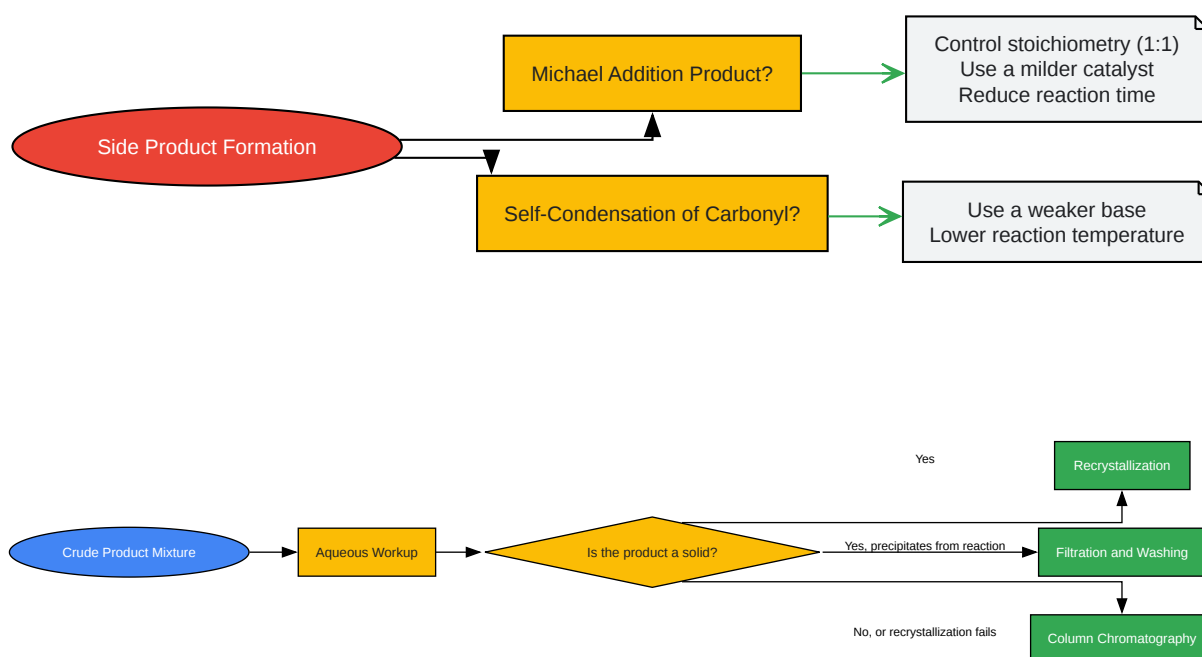 Control stoichiometry (1:1)
Use a milder catalyst
Reduce reaction time
Michael Addition Product?
Side Product Formation
Self-Condensation of Carbonyl?
Use a weaker base
Lower reaction temperature
Yes
Recrystallization
Crude Product Mixture
Aqueous Workup
Is the product a solid?
Yes, precipitates from reaction
Filtration and Washing
No, or recrystallization fails
Column Chromatography